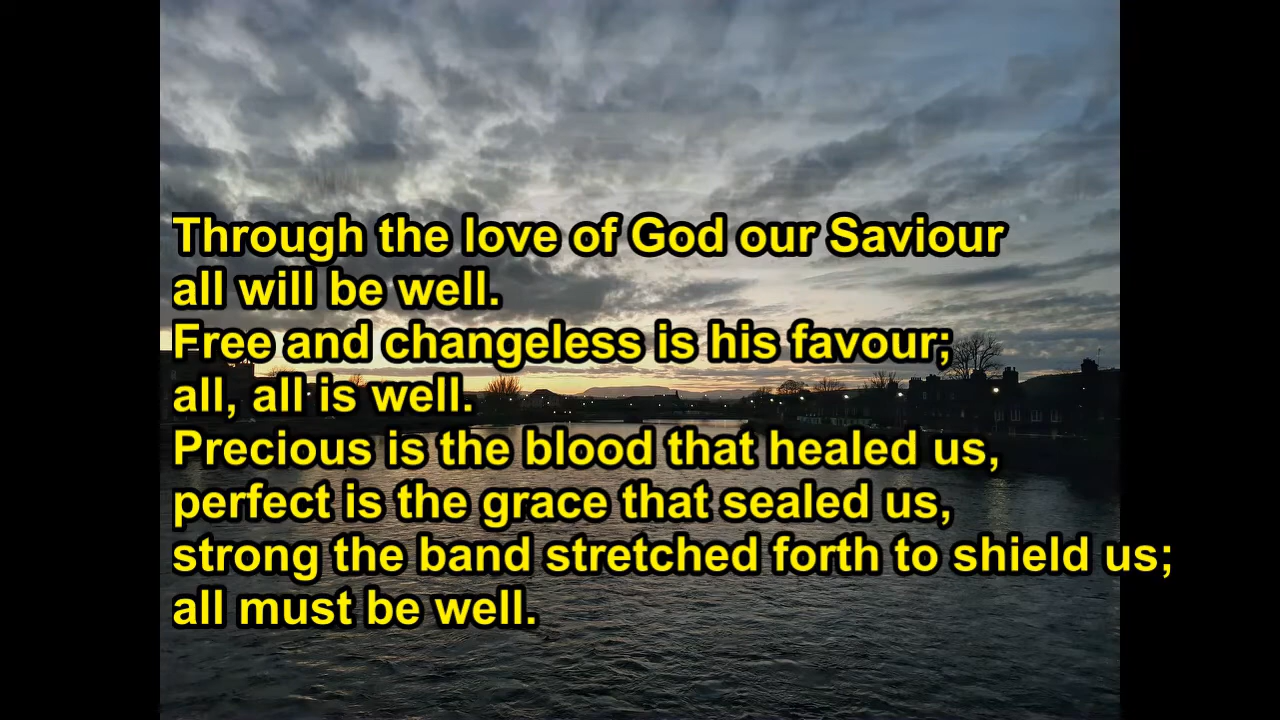 Through the love of God our Saviour
all will be well.
Free and changeless is his favour;
all, all is well.
Precious is the blood that healed us,
perfect is the grace that sealed us,
strong the band stretched forth to shield us;
all must be well.